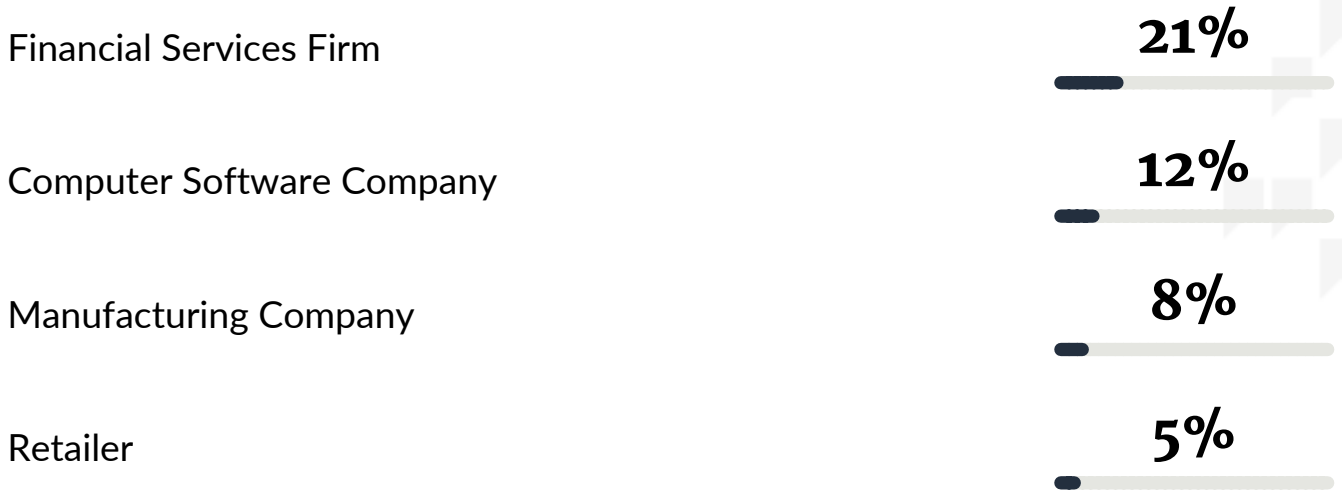 Financial Services Firm 21%
Computer Software Company 12%
Manufacturing Company 8%
Retailer 5%